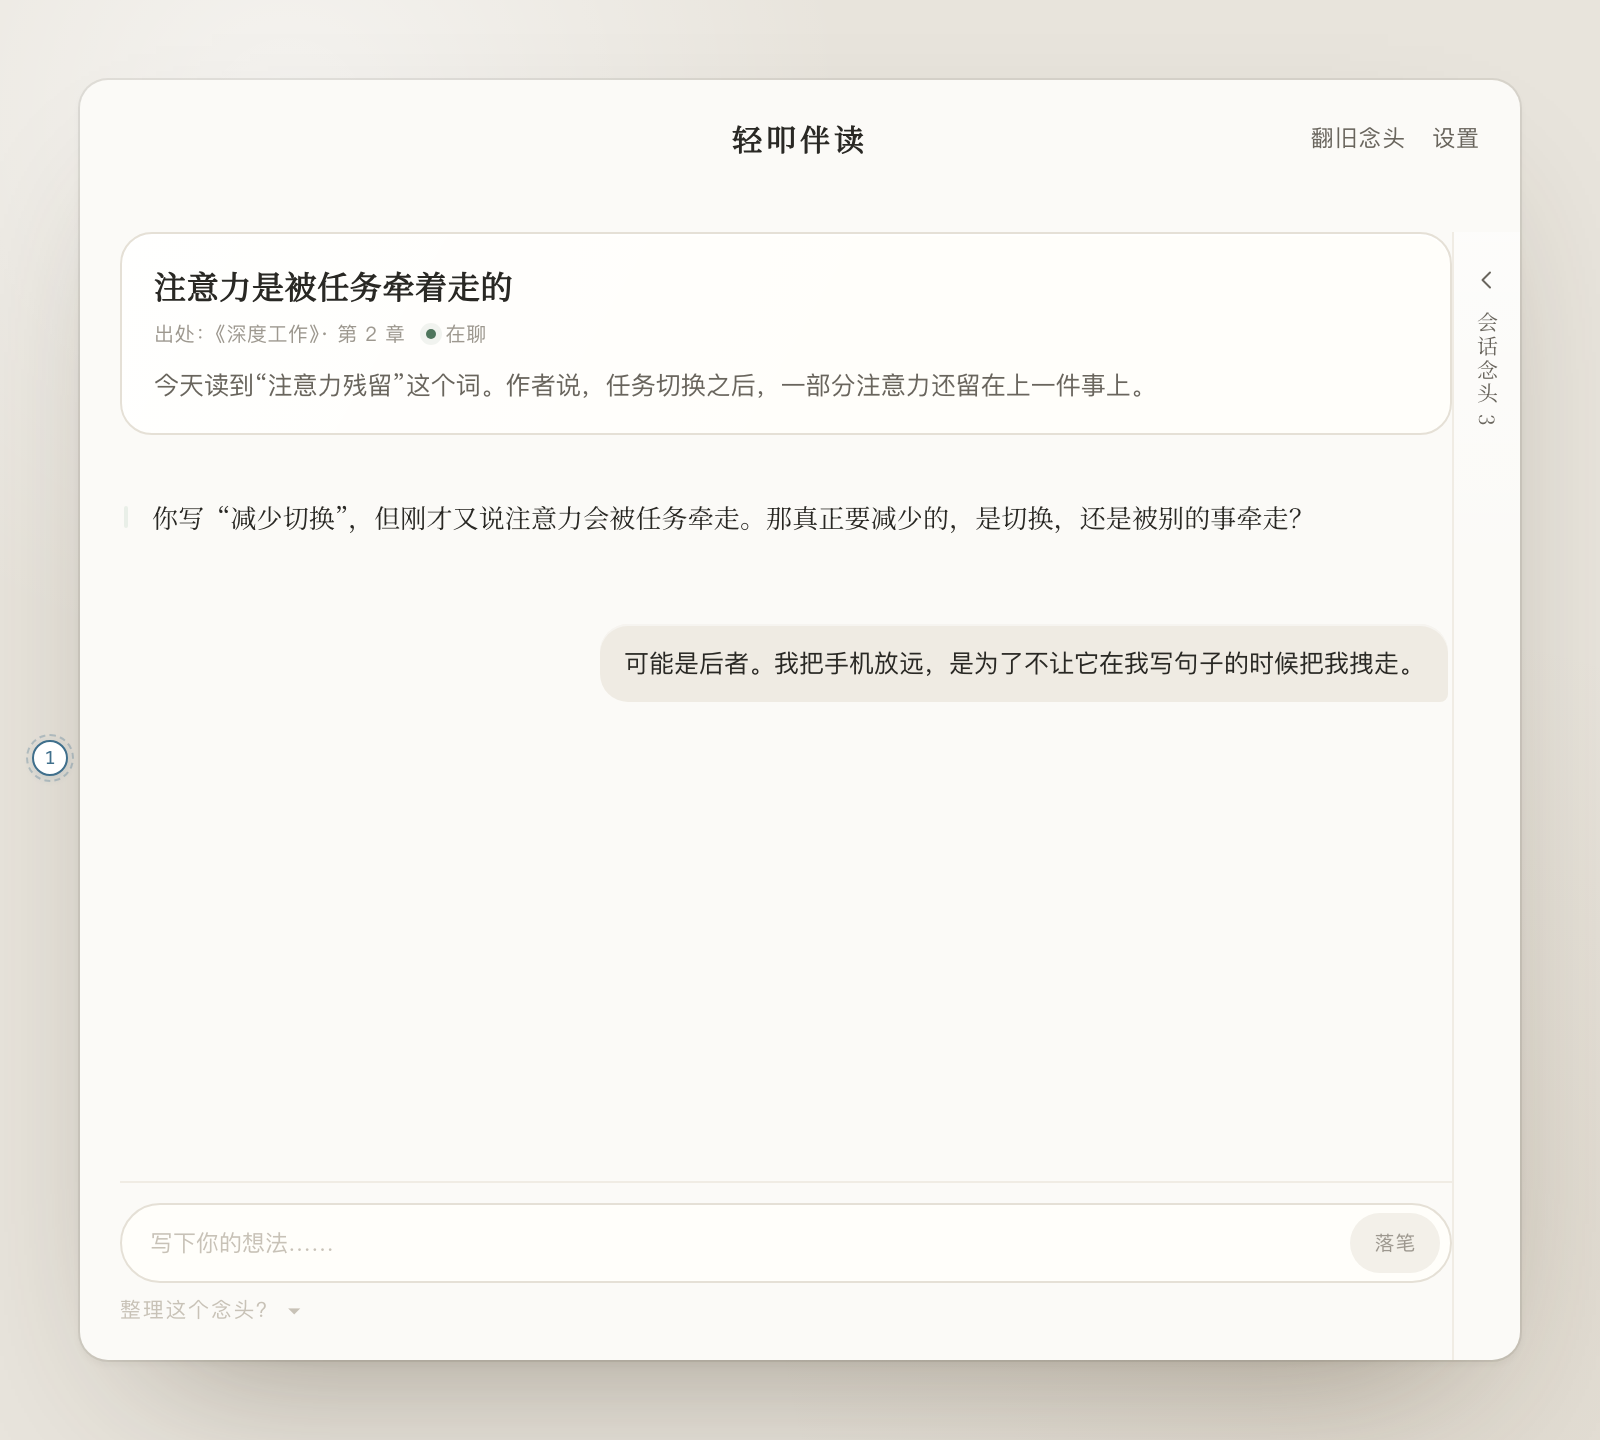 轻叩伴读
翻旧念头 设置
注意力是被任务牵着走的
出处：《深度工作》· 第 2 章 在聊
今天读到“注意力残留”这个词。作者说，任务切换之后，一部分注意力还留在上一件事上。
会话念头 3
你写 “减少切换”，但刚才又说注意力会被任务牵走。那真正要减少的，是切换，还是被别的事牵走？
可能是后者。我把手机放远，是为了不让它在我写句子的时候把我拽走。
1
写下你的想法……
落笔
整理这个念头？